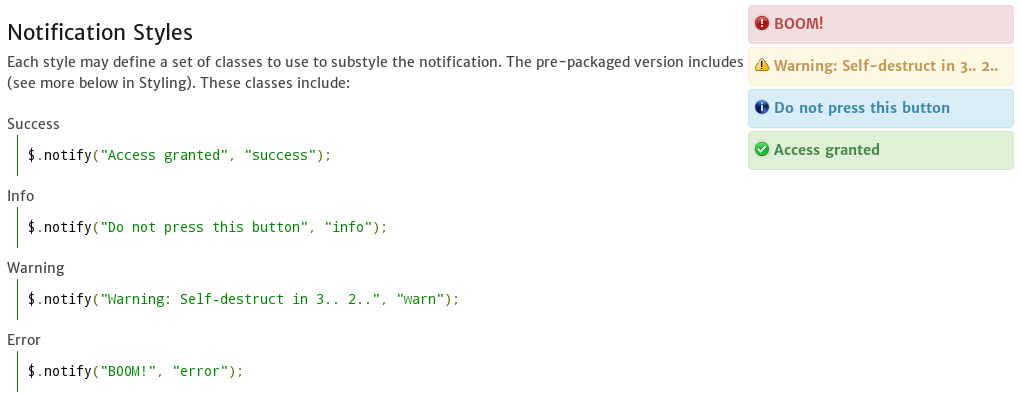 Notification Styles
Each style may define a set of classes to use to substyle the notification. The pre-packaged version includes
(see more below in Styling). These classes include:
Success
$.notify("Access granted", "success");
Info
$.notify("Do not press this button", "info");
Warning
$.notify("Warning: Self-destruct in 3.. 2..", "warn");
Error
$.notify("BOOM!", "error");
BOOM!
Warning: Self-destruct in 3.. 2..
Do not press this button
Access granted